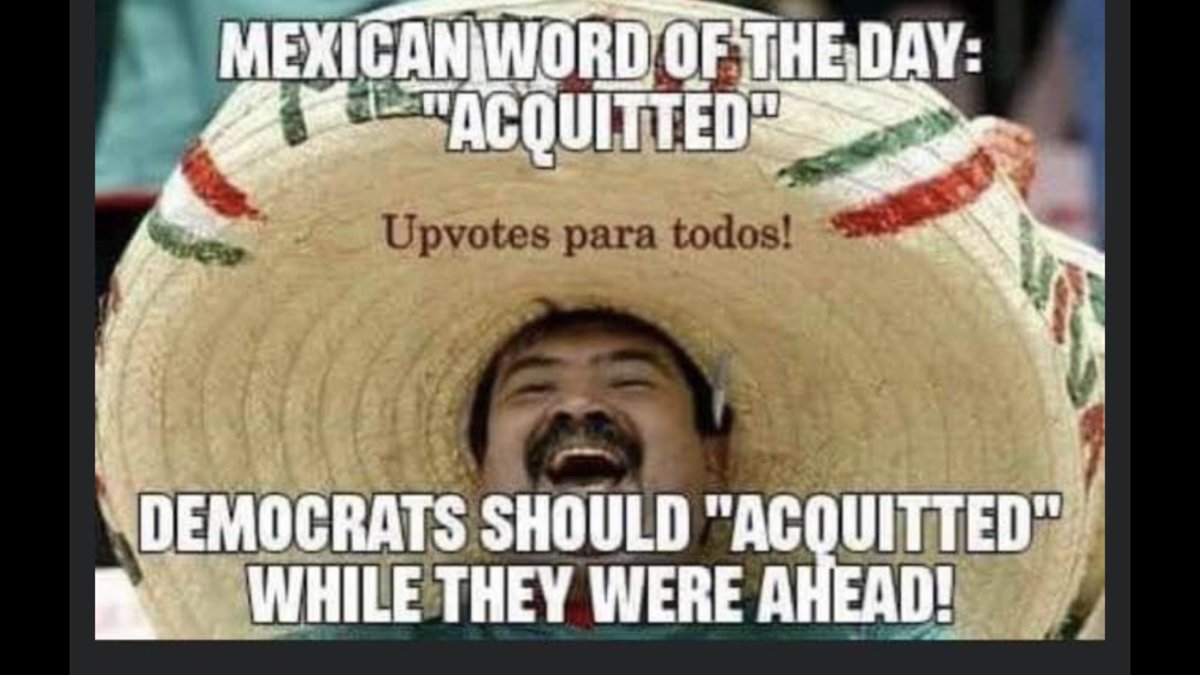 MEXICAN WORD OF THE DAY:
"ACQUITTED"
Upvotes para todos!
DEMOCRATS SHOULD "ACQUITTED"
WHILE THEY WERE AHEAD!